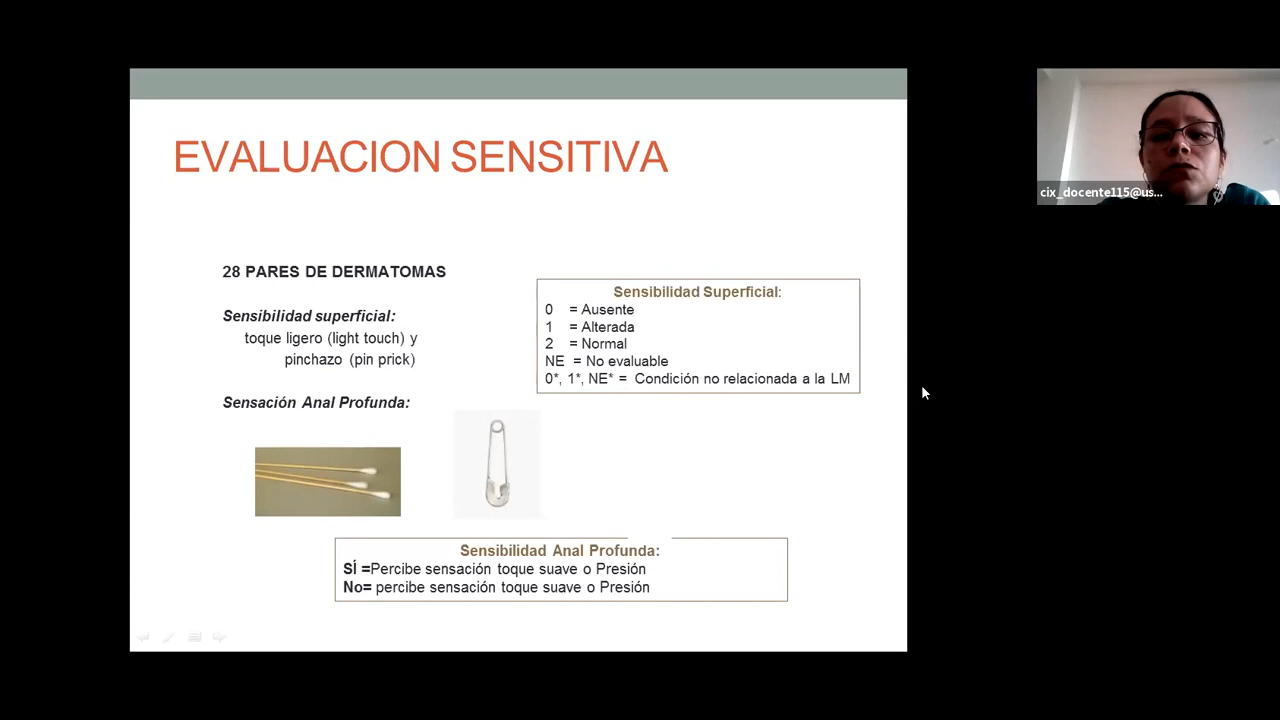 EVALUACION SENSITIVA
28 PARES DE DERMATOMAS
Sensibilidad superficial:
toque ligero (light touch) y
pinchazo (pin prick)
Sensación Anal Profunda:
Sensibilidad Superficial:
0 = Ausente
1 = Alterada
2 = Normal
NE = No evaluable
0*, 1*, NE* = Condición no relacionada a la LM
Sensibilidad Anal Profunda:
SÍ =Percibe sensación toque suave o Presión
No= percibe sensación toque suave o Presión
cix_docente115@us...